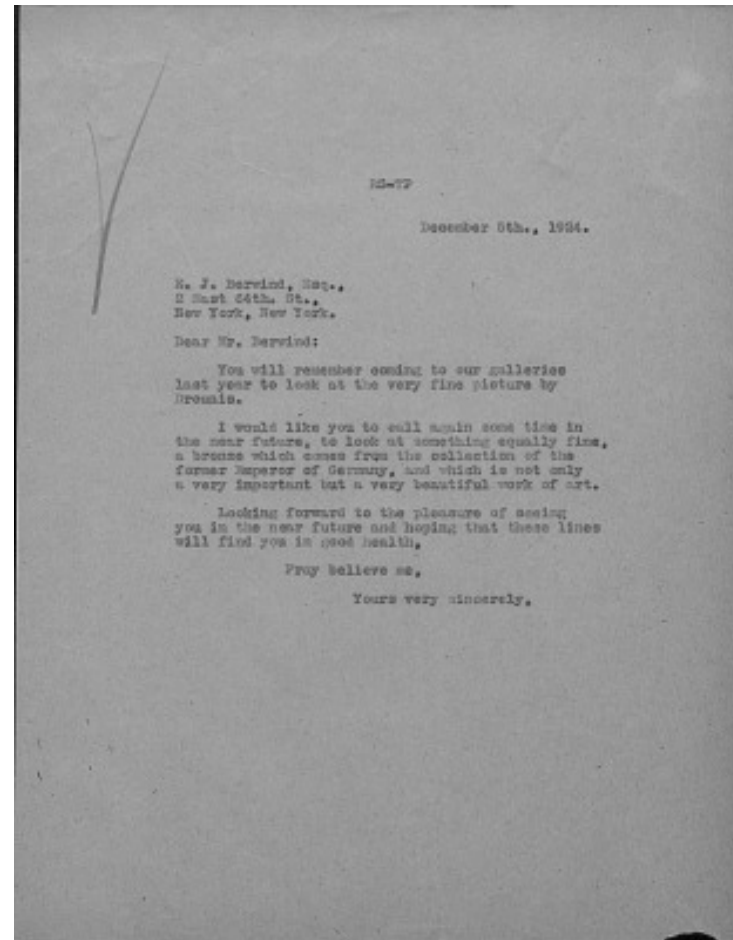 December 5th., 1924.
E. J. Berwind, Esq.,
2 East 64th. St.,
New York, New York.
Dear Mr. Berwind:
You will remember coming to our galleries
last year to look at the very fine picture by
Drouais.
I would like you to call again some time in
the near future, to look at something equally fine,
a bronze which comes from the collection of the
former Emperor of Germany, and which is not only
a very important but a very beautiful work of art.
Looking forward to the pleasure of seeing
you in the near future and hoping that these lines
will find you in good health,
Pray believe me,
Yours very sincerely,